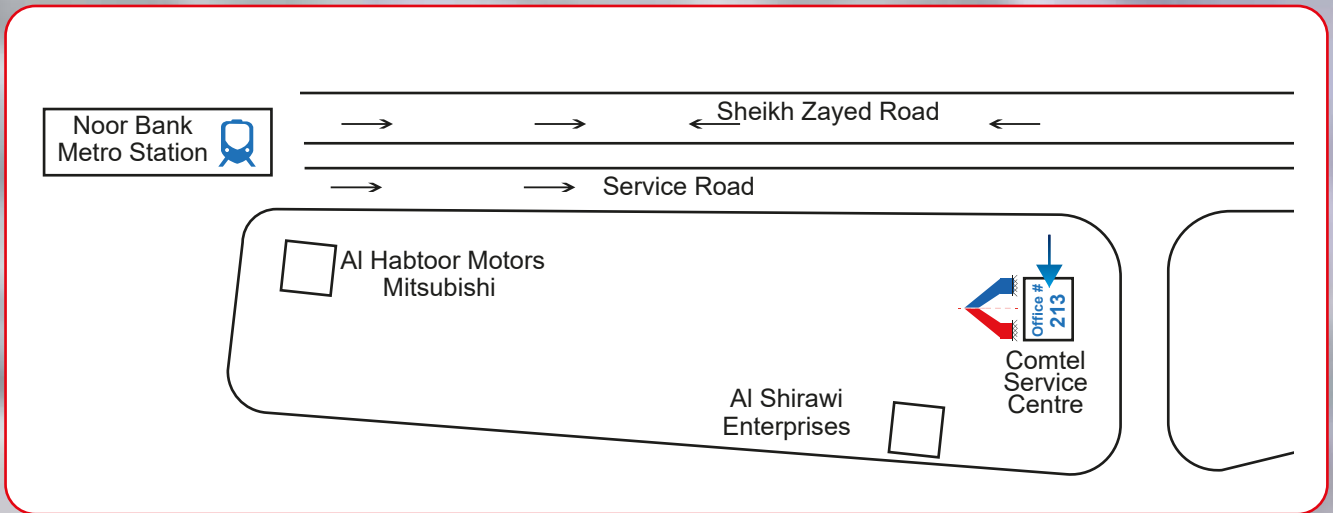 Noor Bank
Metro Station
Sheikh Zayed Road
Service Road
Al Habtoor Motors
Mitsubishi
Office #
213
Comtel
Service
Centre
Al Shirawi
Enterprises